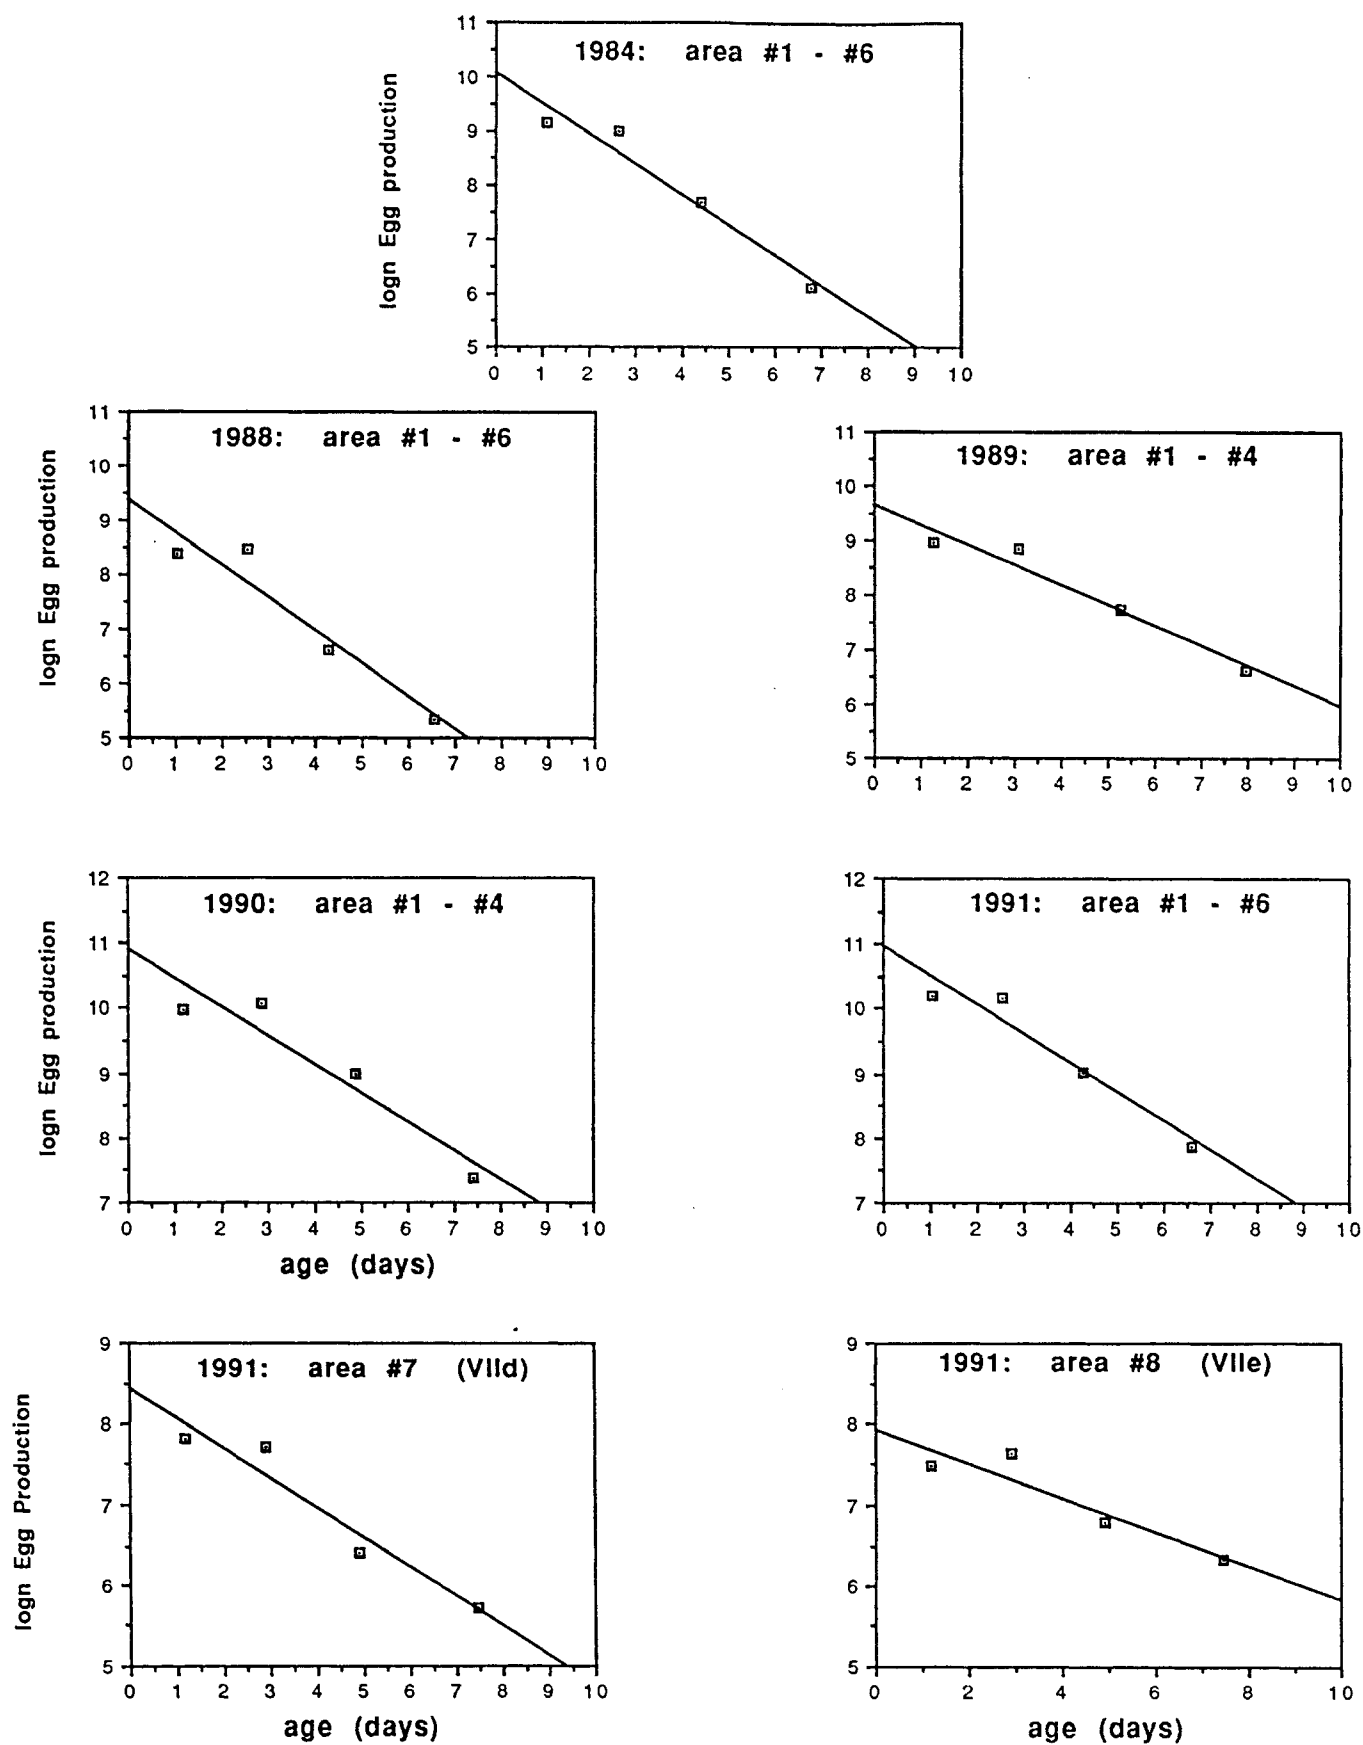 1984: area #1 - #6
logn Egg production
11
10
9
8
7
6
5
0 1 2 3 4 5 6 7 8 9 10
1988: area #1 - #6
logn Egg production
11
10
9
8
7
6
5
0 1 2 3 4 5 6 7 8 9 10
1989: area #1 - #4
11
10
9
8
7
6
5
0 1 2 3 4 5 6 7 8 9 10
1990: area #1 - #4
logn Egg production
12
11
10
9
8
7
0 1 2 3 4 5 6 7 8 9 10
age (days)
1991: area #1 - #6
12
11
10
9
8
7
0 1 2 3 4 5 6 7 8 9 10
1991: area #7 (VIId)
logn Egg Production
9
8
7
6
5
0 1 2 3 4 5 6 7 8 9 10
age (days)
1991: area #8 (VIIe)
9
8
7
6
5
0 2 4 6 8 10
age (days)